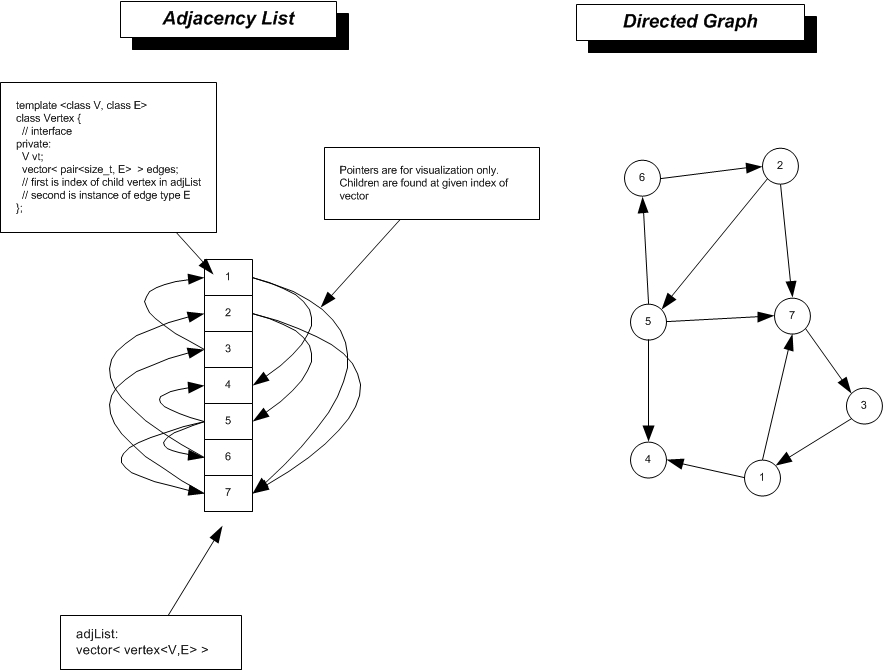 Adjacency List
Directed Graph
template <class V, class E>
class Vertex {
// interface
private:
V vt;
vector< pair<size_t, E>  > edges;
// first is index of child vertex in adjList
// second is instance of edge type E
};
Pointers are for visualization only.
Children are found at given index of
vector
1
2
3
4
5
6
7
adjList:
vector< vertex<V,E> >
6
2
5
7
3
4
1